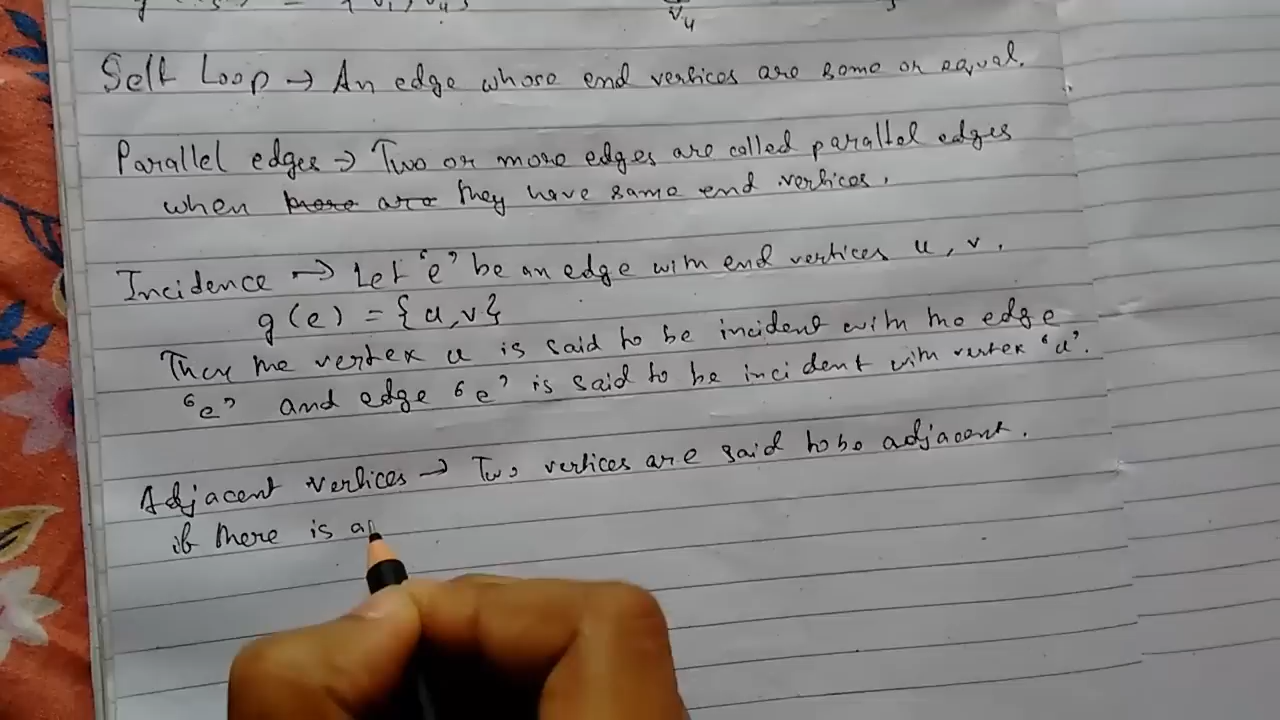 V4
Self Loop → An edge whose end vertices are same or equal.
Parallel edges → Two or more edges are called parallel edges
when there are they have same end vertices.
Incidence → Let 'e' be an edge with end vertices u, v.
g(e) = {u,v}
Then the vertex u is said to be incident with the edge
'e' and edge 'e' is said to be incident with vertex 'u'.
Adjacent vertices → Two vertices are said to be adjacent.
if there is a